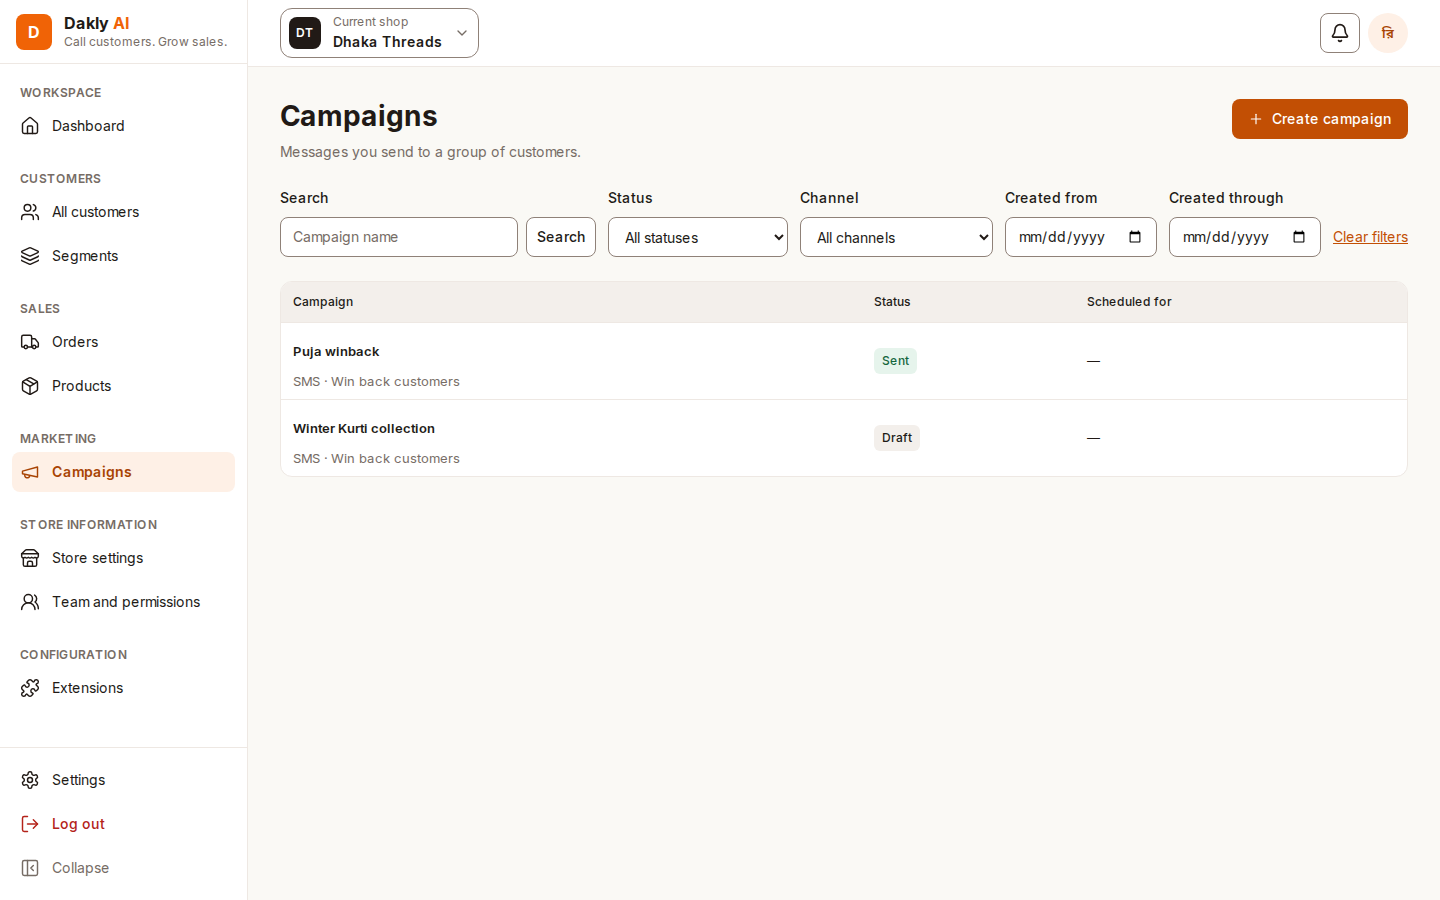 D
Dakly AI
Call customers. Grow sales.
WORKSPACE
Dashboard
CUSTOMERS
All customers
Segments
SALES
Orders
Products
MARKETING
Campaigns
STORE INFORMATION
Store settings
Team and permissions
CONFIGURATION
Extensions
Settings
Log out
Collapse
DT
Current shop
Dhaka Threads
রি
Campaigns
Messages you send to a group of customers.
Create campaign
Search
Status
Channel
Created from
Created through
Campaign name
Search
All statuses
All channels
mm/dd/yyyy
mm/dd/yyyy
Clear filters
Campaign
Status
Scheduled for
Puja winback
SMS · Win back customers
Sent
—
Winter Kurti collection
SMS · Win back customers
Draft
—